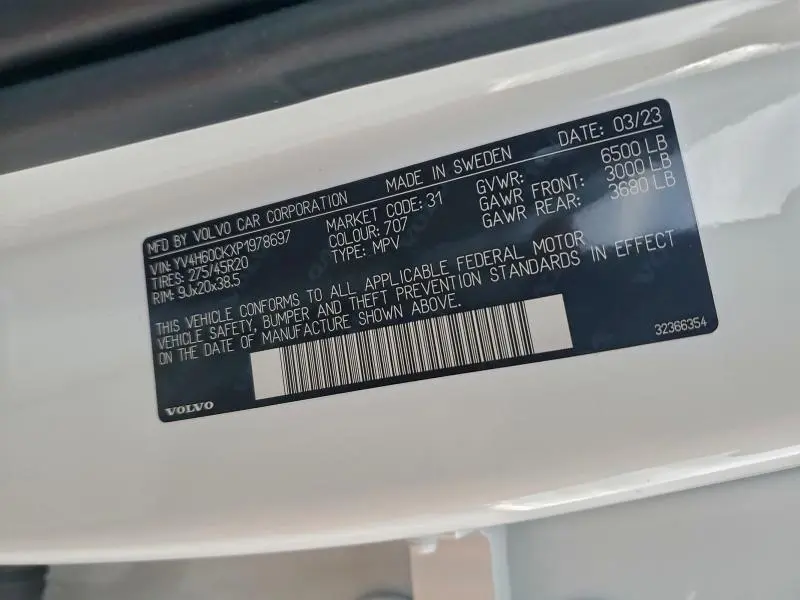 MFD BY VOLVO CAR CORPORATION MADE IN SWEDEN DATE: 03/23
VIN: YV4H60CKXP1978697 MARKET CODE: 31 GVWR: 6500 LB
TIRES: 275/45R20 COLOUR: 707 GAWR FRONT: 3000 LB
RIM: 9Jx20x38.5 TYPE: MPV GAWR REAR: 3680 LB
THIS VEHICLE CONFORMS TO ALL APPLICABLE FEDERAL MOTOR
VEHICLE SAFETY, BUMPER AND THEFT PREVENTION STANDARDS IN EFFECT
ON THE DATE OF MANUFACTURE SHOWN ABOVE.
32366354
VOLVO